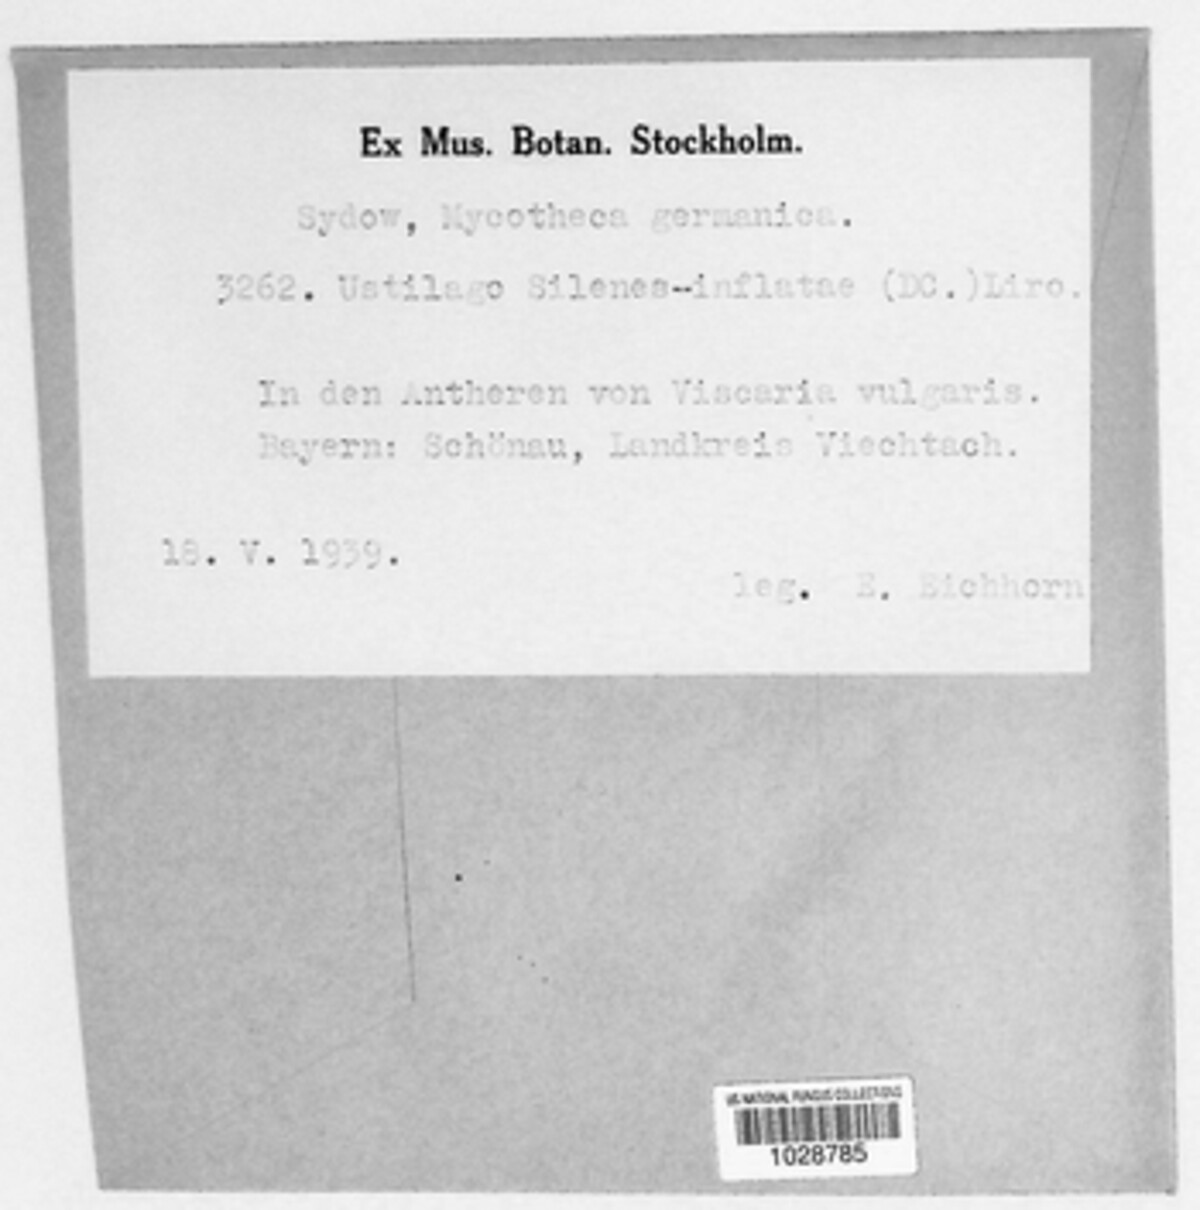 Ex Mus. Botan. Stockholm.
Sydow, Mycotheca germanica.
3262. Ustilago Silenes-inflatae (DC.)Liro.
In den Antheren von Viscaria vulgaris.
Bayern: Schönau, Landkreis Viechtach.
18. V. 1939.
leg. E. Eichhorn
US NATIONAL FUNGUS COLLECTIONS
1028785